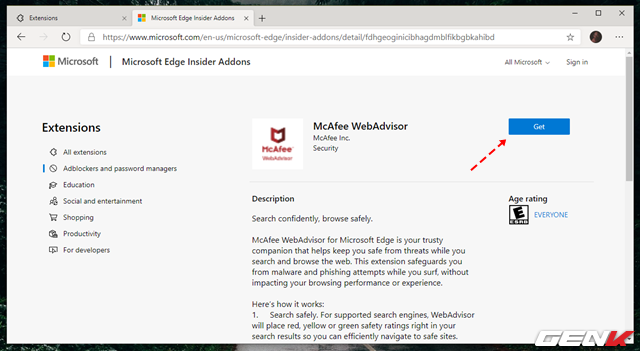 Extensions
Microsoft Edge Insider Addons
https://www.microsoft.com/en-us/microsoft-edge/insider-addons/detail/fdhgeoginicibhagdmblfikbgbkahibd
Microsoft
Microsoft Edge Insider Addons
All Microsoft
Sign in
Extensions
All extensions
Adblockers and password managers
Education
Social and entertainment
Shopping
Productivity
For developers
McAfee
WebAdvisor
McAfee WebAdvisor
McAfee Inc.
Security
Get
Description
Search confidently, browse safely.
McAfee WebAdvisor for Microsoft Edge is your trusty
companion that helps keep you safe from threats while you
search and browse the web. This extension safeguards you
from malware and phishing attempts while you surf, without
impacting your browsing performance or experience.
Here's how it works:
1. Search safely. For supported search engines, WebAdvisor
will place red, yellow or green safety ratings right in your
search results so you can efficiently navigate to safe sites.
Age rating
E
EVERYONE
GENK